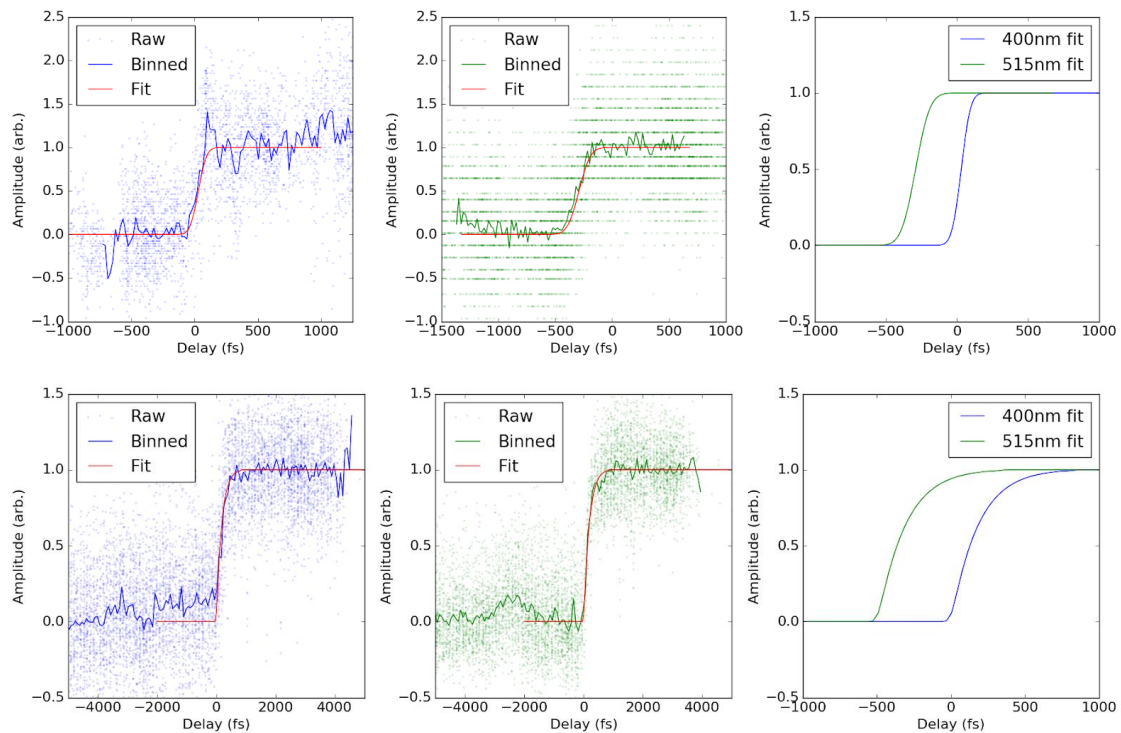 2.5
2.0
1.5
1.0
0.5
0.0
−0.5
−1.0
−1000 −500 0 500 1000
Amplitude (arb.)
Delay (fs)
Raw
Binned
Fit
2.5
2.0
1.5
1.0
0.5
0.0
−0.5
−1.0
−1500 −1000 −500 0 500 1000
Amplitude (arb.)
Delay (fs)
Raw
Binned
Fit
1.5
1.0
0.5
0.0
−0.5
−1000 −500 0 500 1000
Amplitude (arb.)
Delay (fs)
400nm fit
515nm fit
1.5
1.0
0.5
0.0
−0.5
−4000 −2000 0 2000 4000
Amplitude (arb.)
Delay (fs)
Raw
Binned
Fit
1.5
1.0
0.5
0.0
−0.5
−4000 −2000 0 2000 4000
Amplitude (arb.)
Delay (fs)
Raw
Binned
Fit
1.5
1.0
0.5
0.0
−0.5
−1000 −500 0 500 1000
Amplitude (arb.)
Delay (fs)
400nm fit
515nm fit